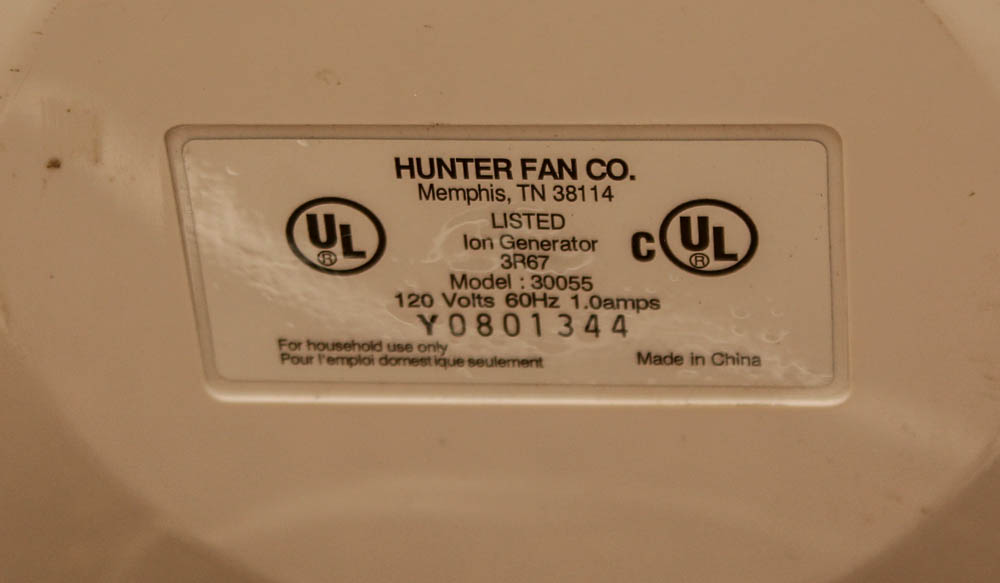 HUNTER FAN CO.
Memphis, TN 38114
LISTED
Ion Generator
3R67
Model : 30055
120 Volts 60Hz 1.0amps
Y0801344
UL®
C UL®
For household use only
Pour l'emploi domestique seulement
Made in China